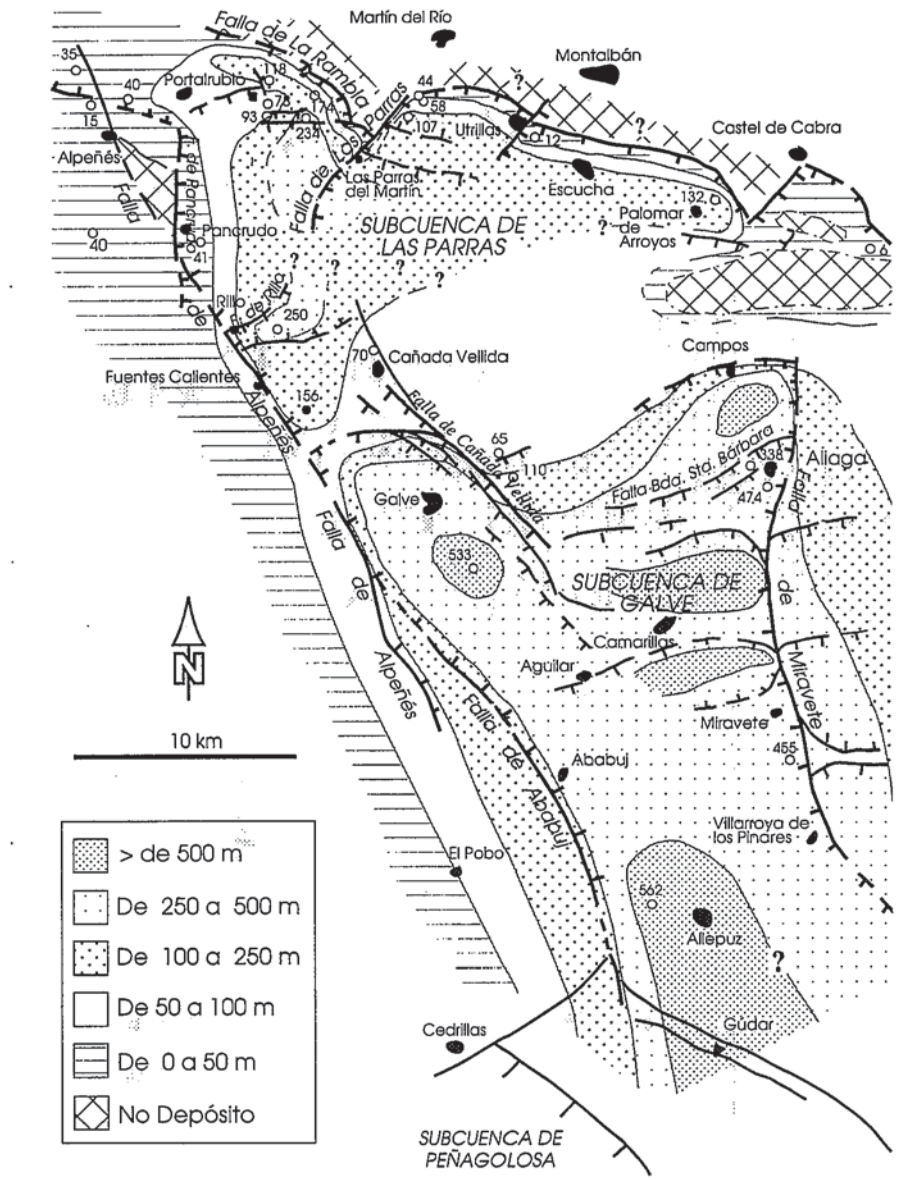 Martín del Río
Falla de La Rambla
Montalbán
35
118
40
Portalrubio
44
?
15
73
174
58
93
234
107
Utrillas
12
?
Castel de Cabra
Alpeñés
Falla de Las Parras
Las Parras
del Martín
Escucha
132
Palomar
de
Arroyos
F. de Pancrudo
Pancrudo
SUBCUENCA DE
LAS PARRAS
?
40
41
6
?
?
?
?
Rillo
F. de Rillo
250
70
Cañada Vellida
Campos
Fuentes Calientes
156
Falla de Alpeñés
Falla de Cañada Vellida
65
110
Falla Bda. Sta. Bárbara
338
Aliaga
474
Galve
533
SUBCUENCA DE
GALVE
Camarillas
Aguilar
Falla de Alpeñés
Falla de Miravete
N
Miravete
10 km
Falla de Ababuj
Ababuj
455
Villarroya de
los Pinares
El Pobo
562
Allepuz
?
Cedrillas
Gúdar
SUBCUENCA DE
PEÑAGOLOSA
> de 500 m
De 250 a 500 m
De 100 a 250 m
De 50 a 100 m
De 0 a 50 m
No Depósito